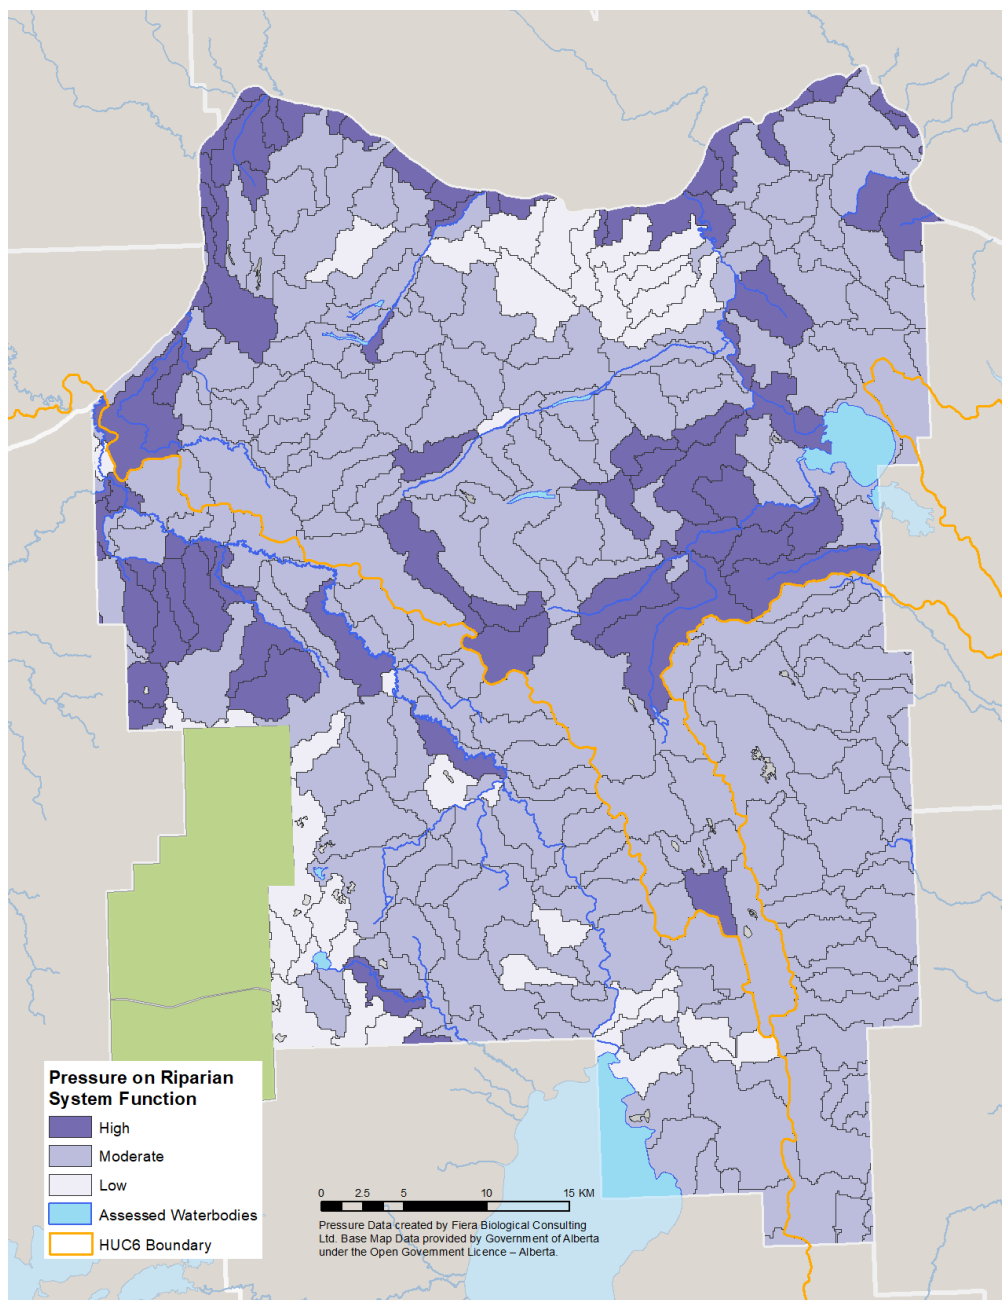 Pressure on Riparian
System Function
High
Moderate
Low
Assessed Waterbodies
HUC6 Boundary
0 2.5 5 10 15 KM
Pressure Data created by Fiera Biological Consulting
Ltd. Base Map Data provided by Government of Alberta
under the Open Government Licence – Alberta.